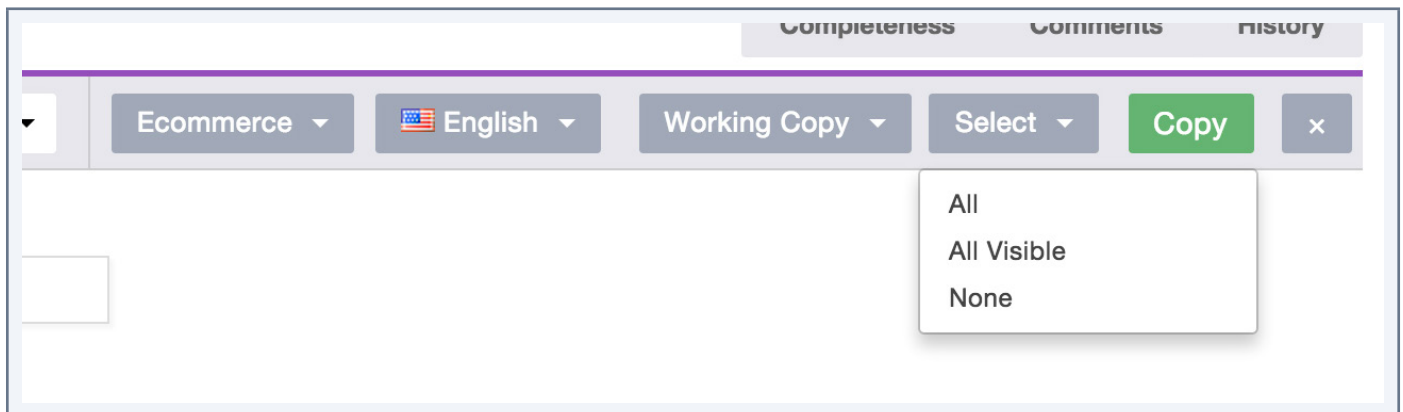 Completeness Comments History
Ecommerce English Working Copy Select Copy ×
All
All Visible
None